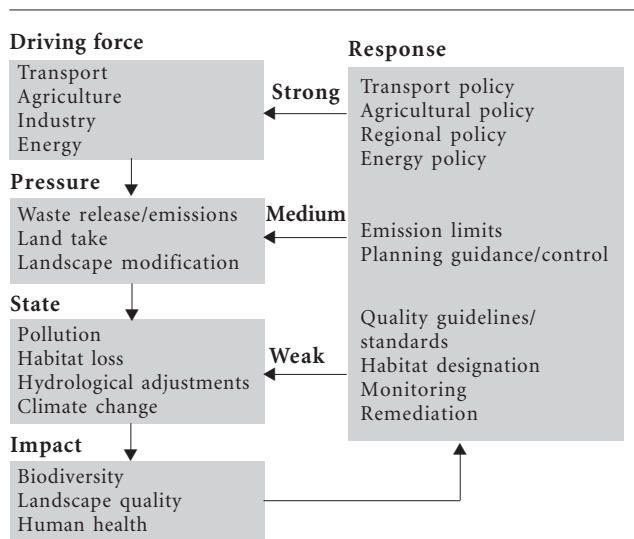 Driving force
Transport
Agriculture
Industry
Energy
Pressure
Waste release/emissions
Land take
Landscape modification
State
Pollution
Habitat loss
Hydrological adjustments
Climate change
Impact
Biodiversity
Landscape quality
Human health
Strong
Medium
Weak
Response
Transport policy
Agricultural policy
Regional policy
Energy policy
Emission limits
Planning guidance/control
Quality guidelines/
standards
Habitat designation
Monitoring
Remediation